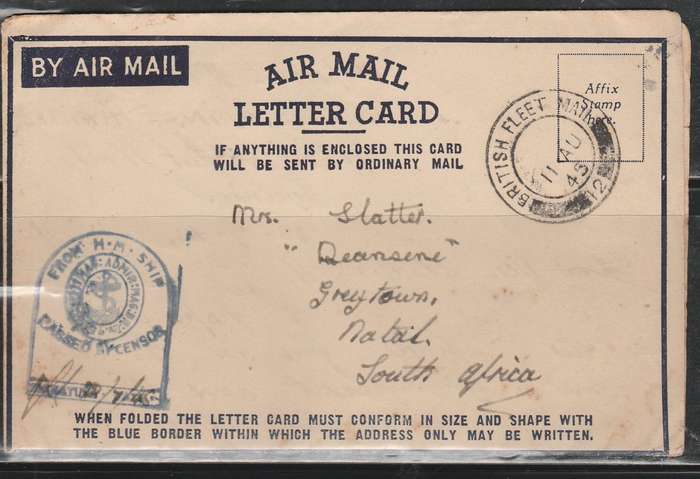 BY AIR MAIL
AIR MAIL
LETTER CARD
IF ANYTHING IS ENCLOSED THIS CARD
WILL BE SENT BY ORDINARY MAIL
Affix
Stamp
here.
BRITISH FLEET MAIL
11 AU
45
12
Mrs. Slatter.
"Deansene"
Greytown,
Natal.
South Africa
FROM H.M. SHIP
PASSED BY CENSOR
WHEN FOLDED THE LETTER CARD MUST CONFORM IN SIZE AND SHAPE WITH
THE BLUE BORDER WITHIN WHICH THE ADDRESS ONLY MAY BE WRITTEN.